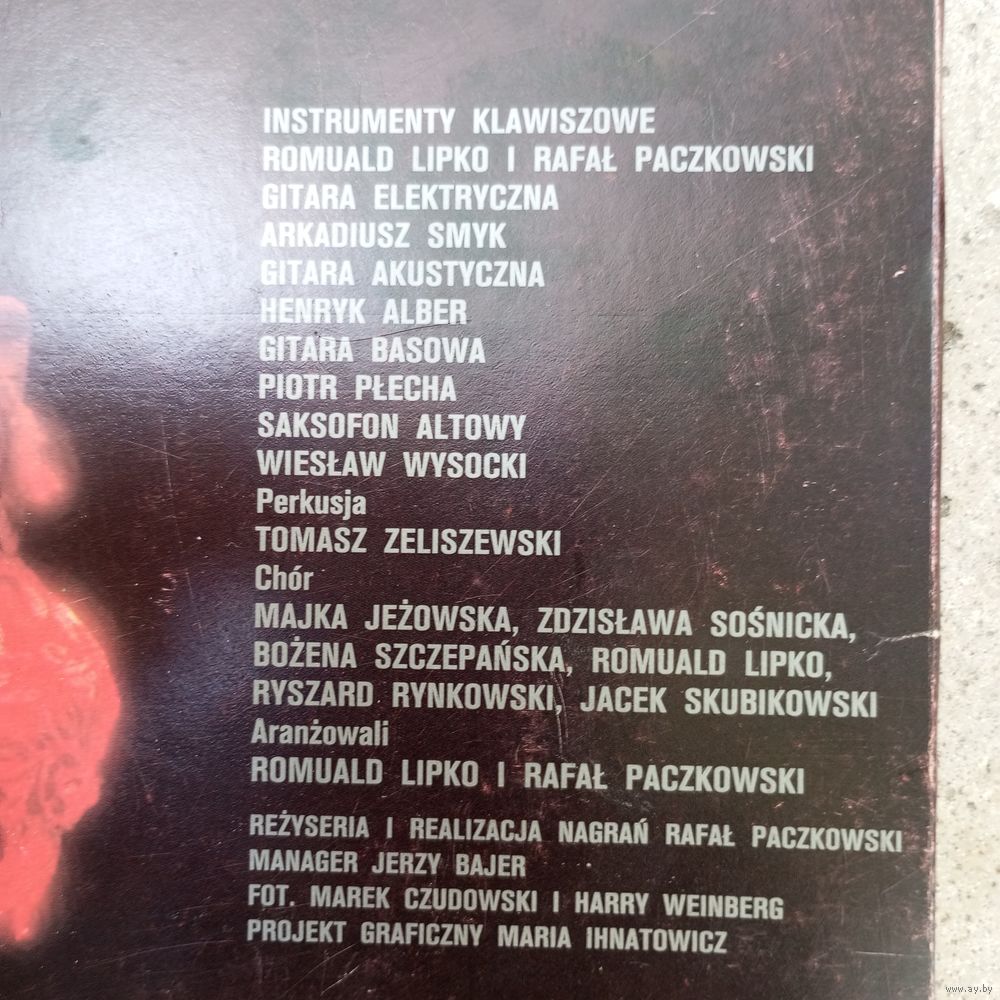 INSTRUMENTY KLAWISZOWE
ROMUALD LIPKO I RAFAŁ PACZKOWSKI
GITARA ELEKTRYCZNA
ARKADIUSZ SMYK
GITARA AKUSTYCZNA
HENRYK ALBER
GITARA BASOWA
PIOTR PŁECHA
SAKSOFON ALTOWY
WIESŁAW WYSOCKI
Perkusja
TOMASZ ZELISZEWSKI
Chór
MAJKA JEŻOWSKA, ZDZISŁAWA SOŚNICKA,
BOŻENA SZCZEPAŃSKA, ROMUALD LIPKO,
RYSZARD RYNKOWSKI, JACEK SKUBIKOWSKI
Aranżowali
ROMUALD LIPKO I RAFAŁ PACZKOWSKI
REŻYSERIA I REALIZACJA NAGRAŃ RAFAŁ PACZKOWSKI
MANAGER JERZY BAJER
FOT. MAREK CZUDOWSKI I HARRY WEINBERG
PROJEKT GRAFICZNY MARIA IHNATOWICZ
www.ay.by